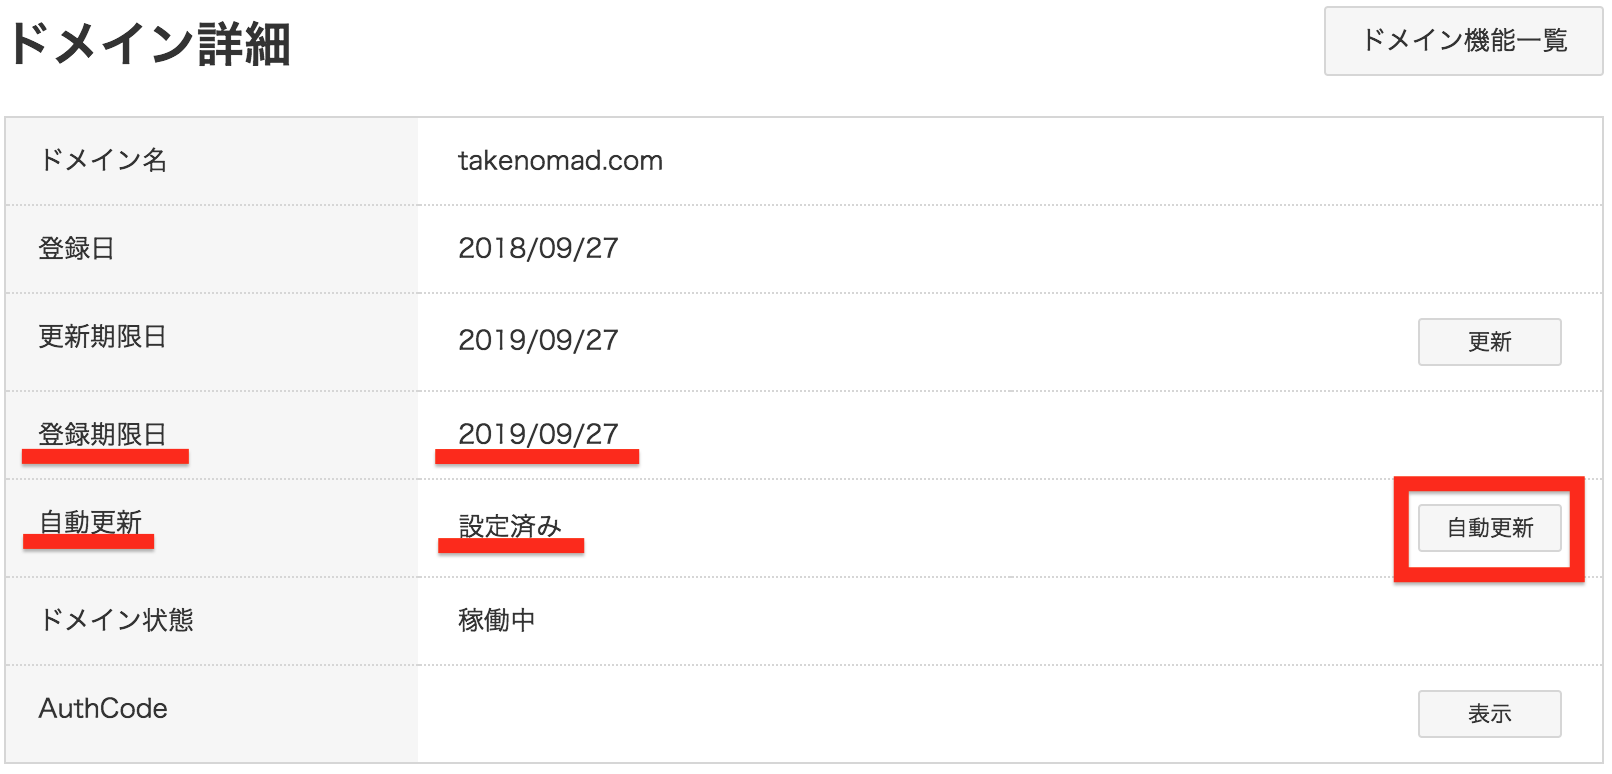 ドメイン詳細
ドメイン機能一覧
ドメイン名
takenomad.com
登録日
2018/09/27
更新期限日
2019/09/27
更新
登録期限日
2019/09/27
自動更新
設定済み
自動更新
ドメイン状態
稼働中
AuthCode
表示